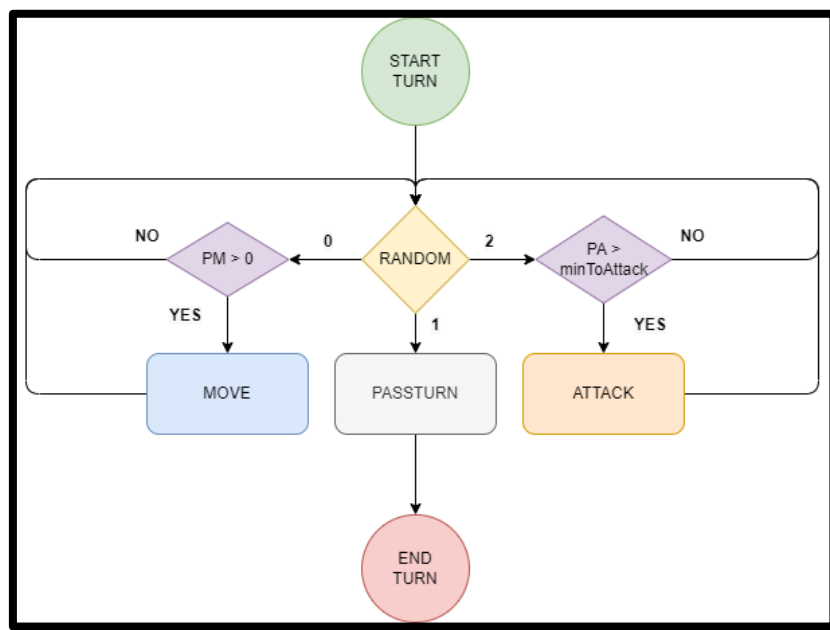 START
TURN
NO
PM > 0
0
RANDOM
2
PA >
minToAttack
NO
YES
1
YES
MOVE
PASSTURN
ATTACK
END
TURN